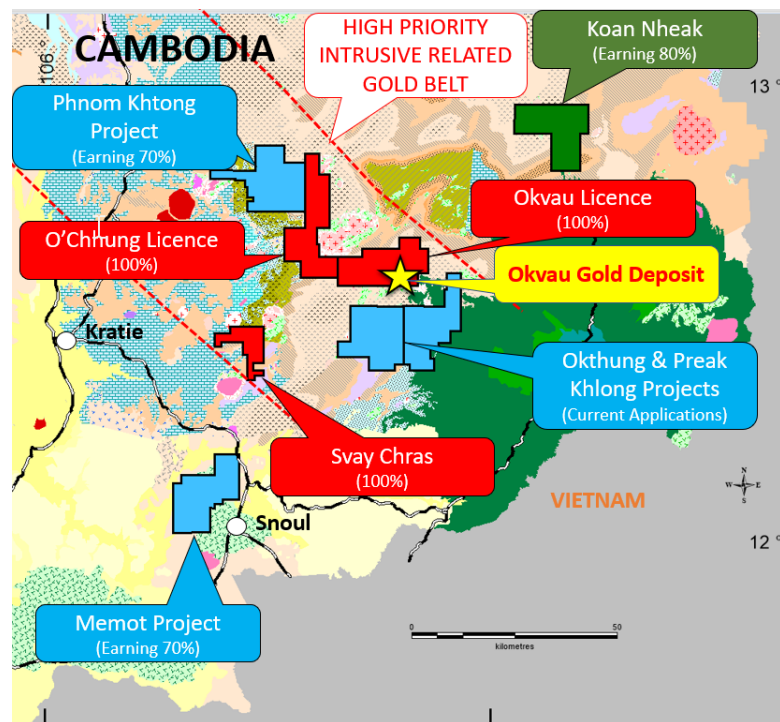 CAMBODIA
HIGH PRIORITY
INTRUSIVE RELATED
GOLD BELT
Koan Nheak
(Earning 80%)
106
13 °
Phnom Khtong
Project
(Earning 70%)
Okvau Licence
(100%)
O'Chhung Licence
(100%)
Okvau Gold Deposit
Kratie
Okthung & Preak
Khlong Projects
(Current Applications)
Svay Chras
(100%)
VIETNAM
N
W E
S
Snoul
12 °
Memot Project
(Earning 70%)
0 50
kilometres